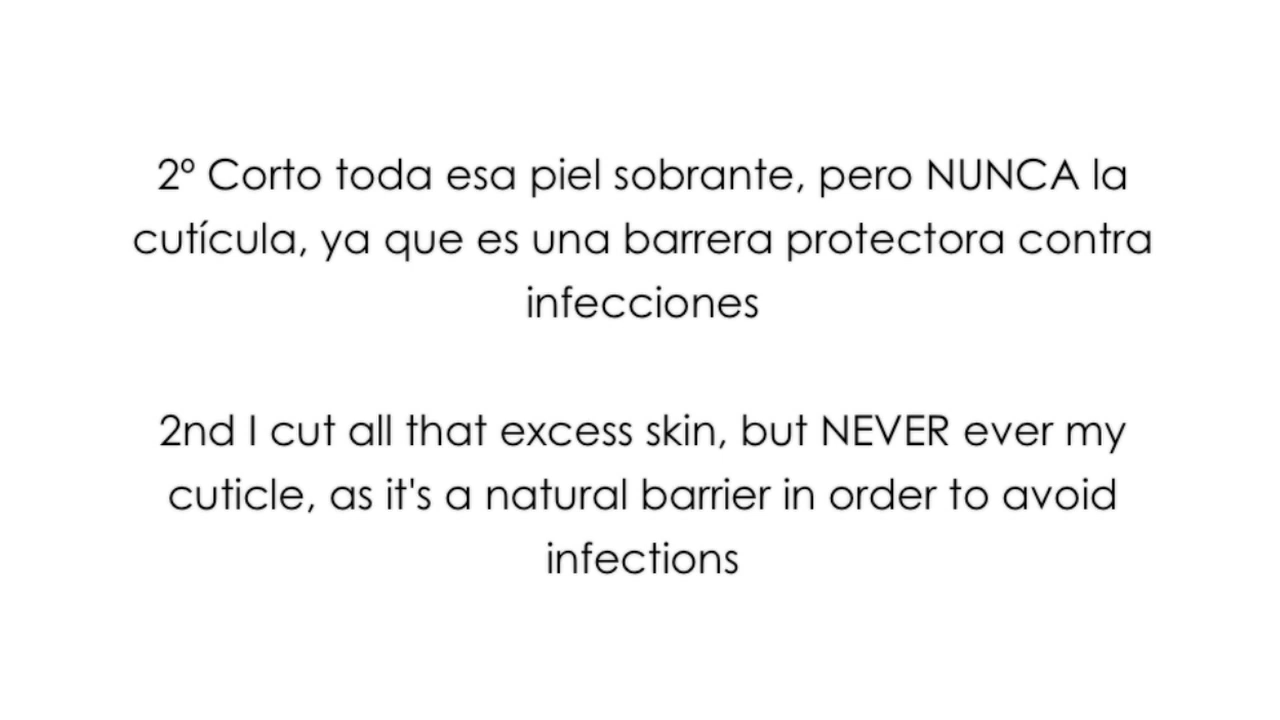 2º Corto toda esa piel sobrante, pero NUNCA la
cutícula, ya que es una barrera protectora contra
infecciones
2nd I cut all that excess skin, but NEVER ever my
cuticle, as it's a natural barrier in order to avoid
infections